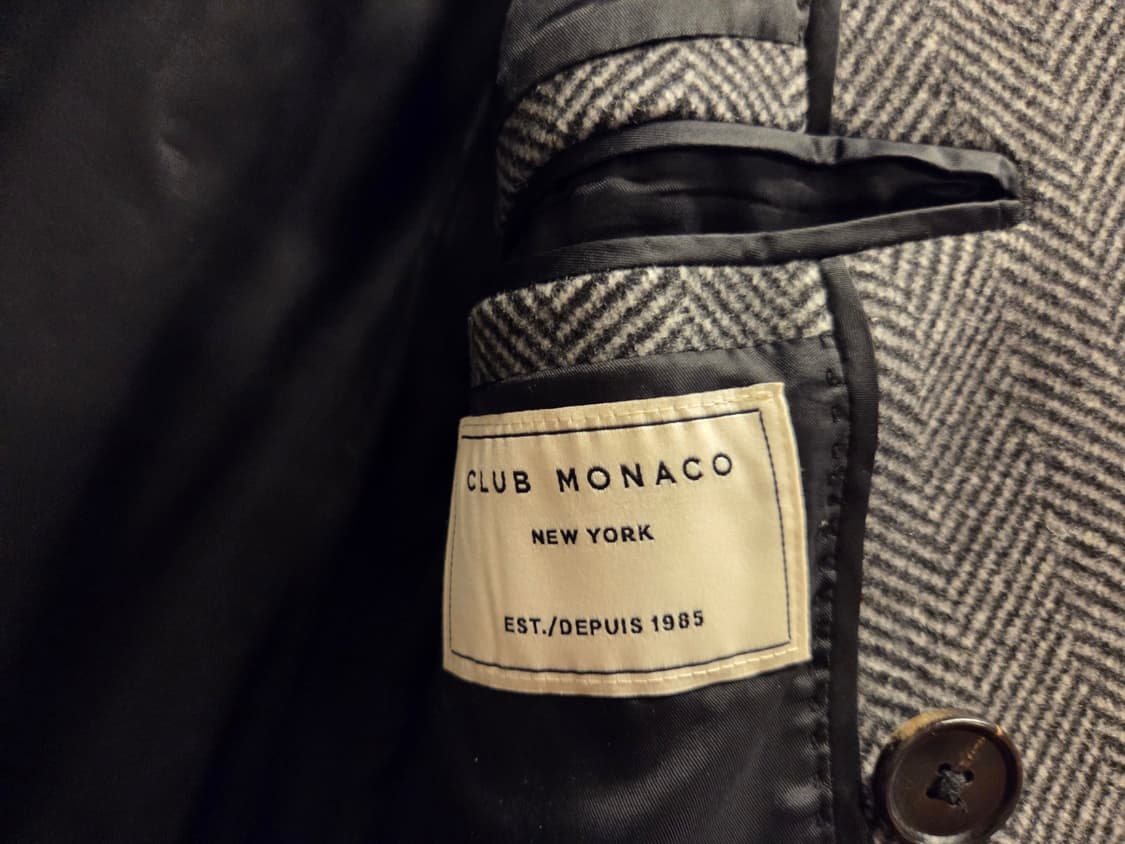 CLUB MONACO
NEW YORK
EST./DEPUIS 1985